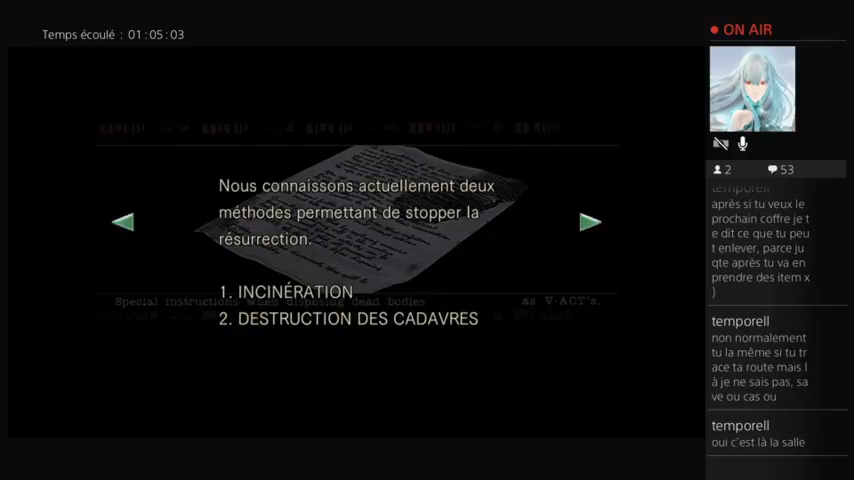 Temps écoulé : 01:05:03
ON AIR
2
53
Nous connaissons actuellement deux
méthodes permettant de stopper la
résurrection.
1. INCINÉRATION
2. DESTRUCTION DES CADAVRES
Special instructions when disposing dead bodies
as V-ACT's.
temporell
après si tu veux le
prochain coffre je t
e dit ce que tu peu
t enlever, parce ju
qte après tu va en
prendre des item x
)
temporell
non normalement
tu la même si tu tr
ace ta route mais l
à je ne sais pas, sa
ve ou cas ou
temporell
oui c'est là la salle